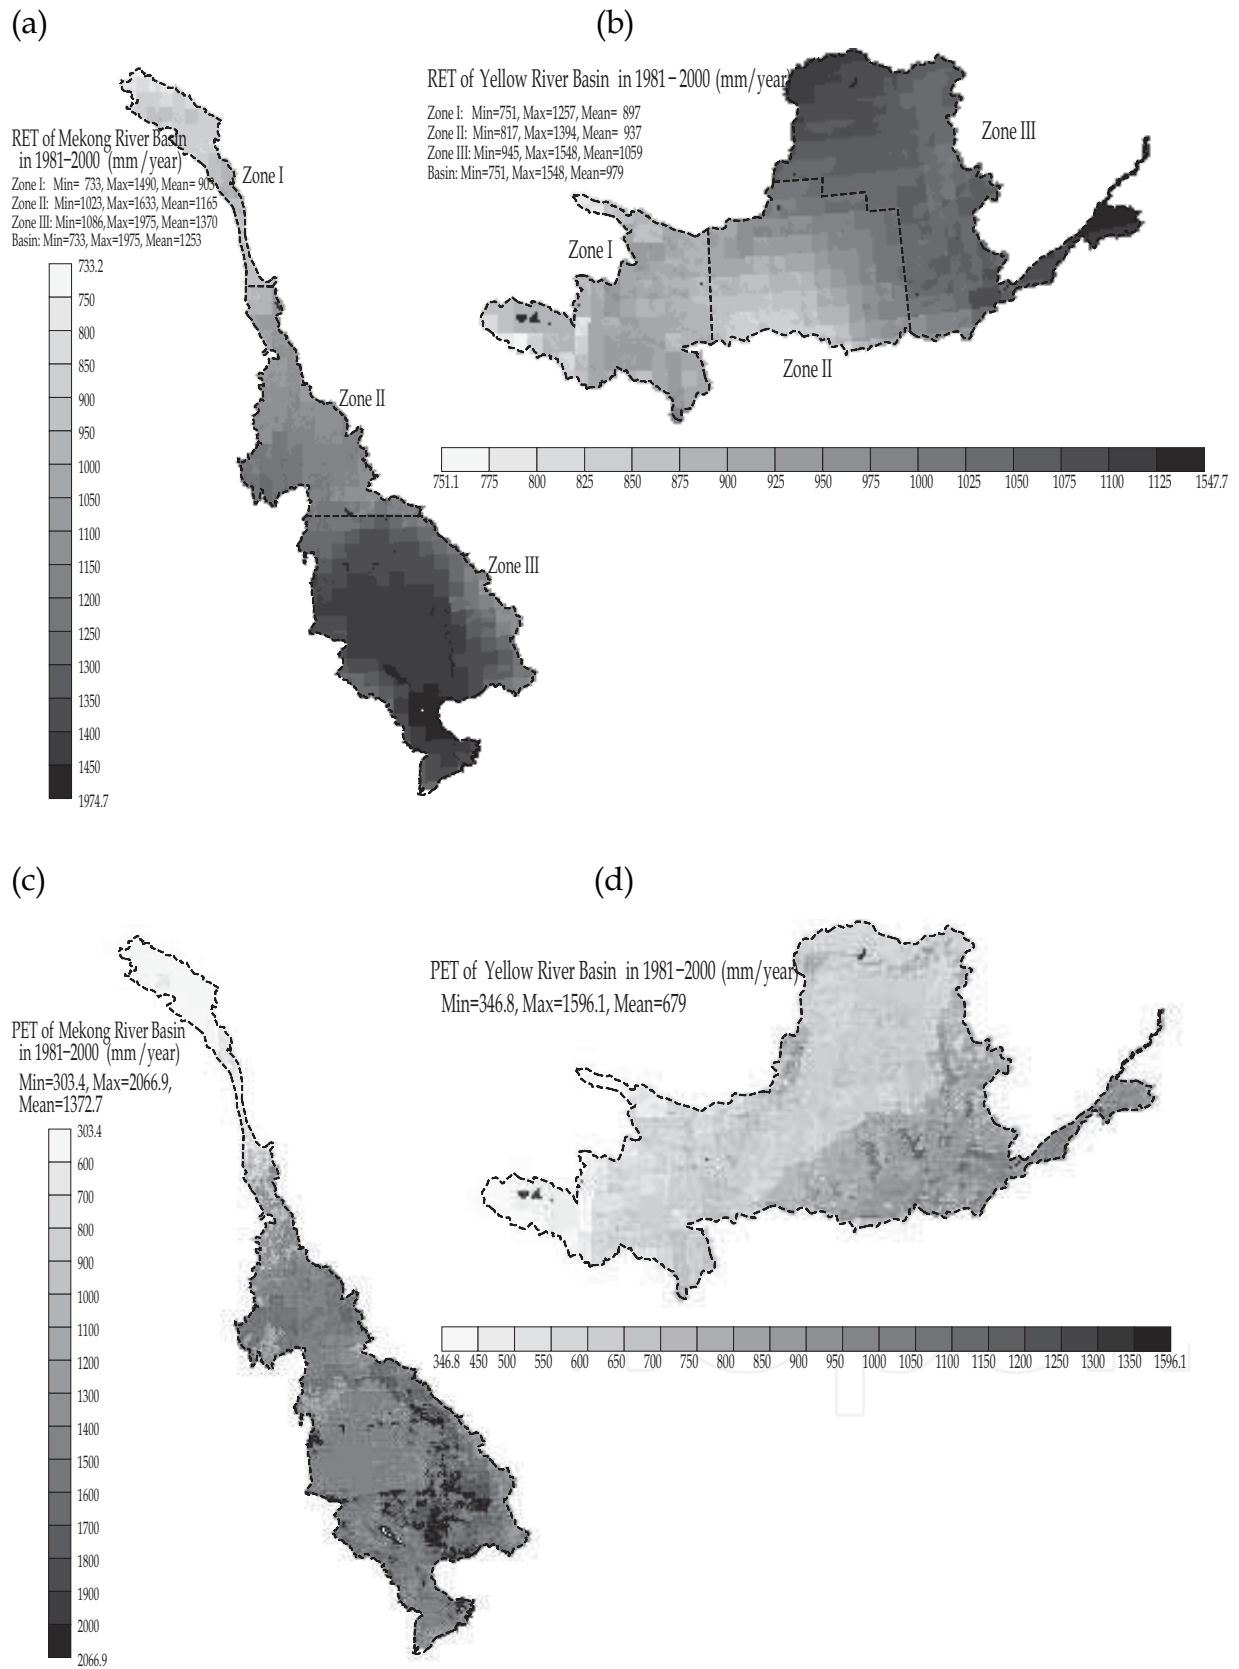 (a)
RET of Mekong River Basin
in 1981–2000 (mm/year)
Zone I: Min= 733, Max=1490, Mean= 903
Zone II: Min=1023, Max=1633, Mean=1165
Zone III: Min=1086,Max=1975, Mean=1370
Basin: Min=733, Max=1975, Mean=1253
Zone I
Zone II
Zone III
733.2
750
800
850
900
950
1000
1050
1100
1150
1200
1250
1300
1350
1400
1450
1974.7
(b)
RET of Yellow River Basin in 1981–2000 (mm/year)
Zone I: Min=751, Max=1257, Mean= 897
Zone II: Min=817, Max=1394, Mean= 937
Zone III: Min=945, Max=1548, Mean=1059
Basin: Min=751, Max=1548, Mean=979
Zone III
Zone I
Zone II
751.1 775 800 825 850 875 900 925 950 975 1000 1025 1050 1075 1100 1125 1547.7
(c)
PET of Mekong River Basin
in 1981–2000 (mm/year)
Min=303.4, Max=2066.9,
Mean=1372.7
303.4
600
700
800
900
1000
1100
1200
1300
1400
1500
1600
1700
1800
1900
2000
2066.9
(d)
PET of Yellow River Basin in 1981–2000 (mm/year)
Min=346.8, Max=1596.1, Mean=679
346.8 450 500 550 600 650 700 750 800 850 900 950 1000 1050 1100 1150 1200 1250 1300 1350 1596.1